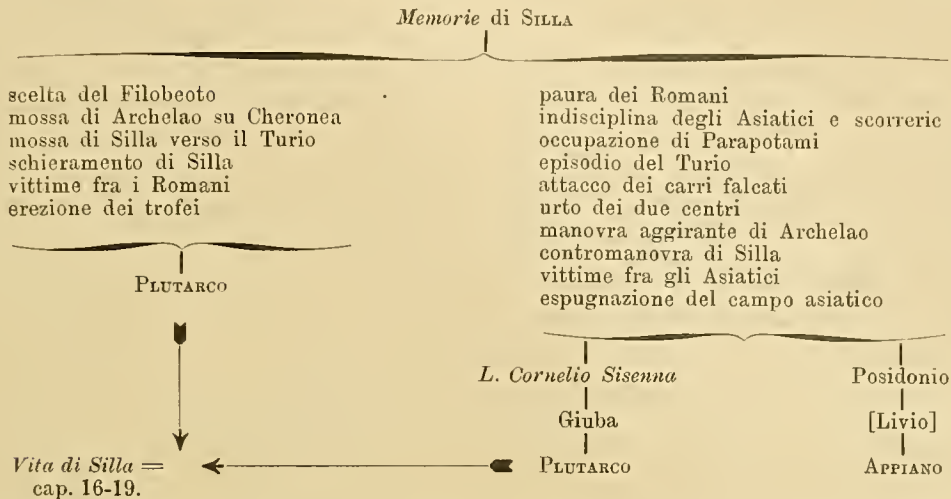 Memorie di SILLA
scelta del Filobeoto
mossa di Archelao su Cheronea
mossa di Silla verso il Turio
schieramento di Silla
vittime fra i Romani
erezione dei trofei
PLUTARCO
paura dei Romani
indisciplina degli Asiatici e scorrerie
occupazione di Parapotami
episodio del Turio
attacco dei carri falcati
urto dei due centri
manovra aggirante di Archelao
contromanovra di Silla
vittime fra gli Asiatici
espugnazione del campo asiatico
L. Cornelio Sisenna
Posidonio
Giuba
[Livio]
Vita di Silla =
cap. 16-19.
PLUTARCO
APPIANO